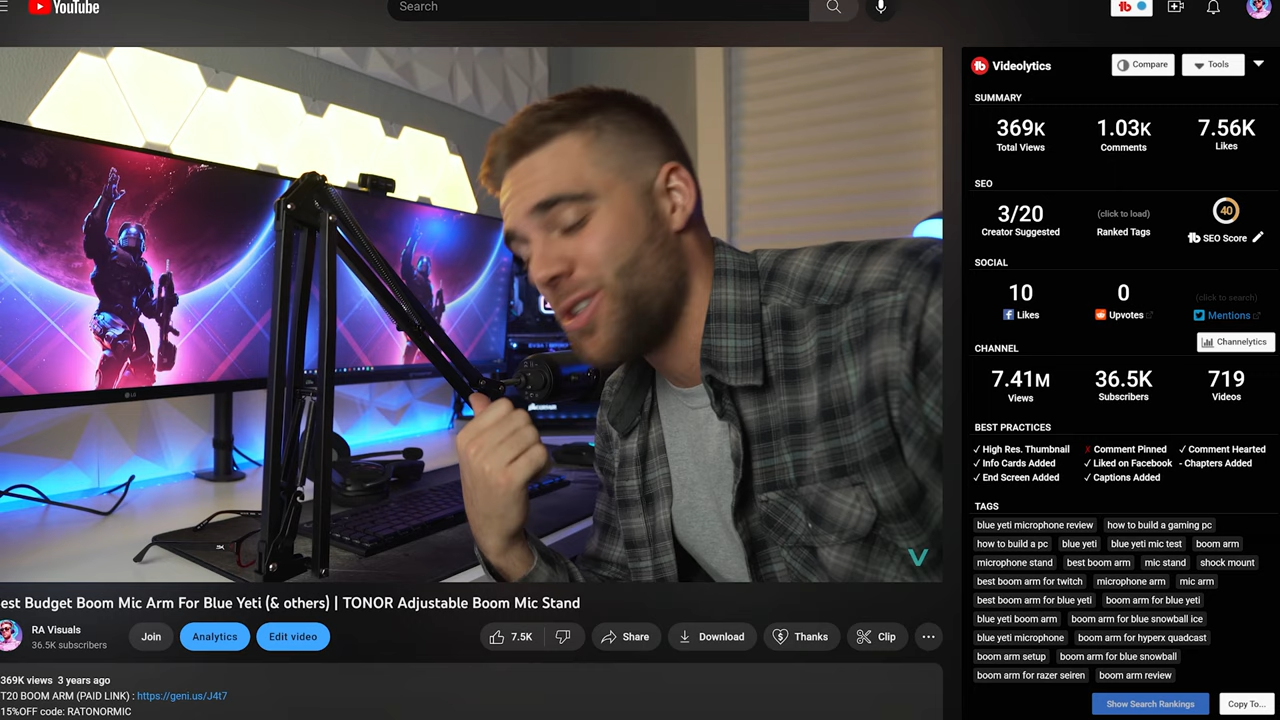 YouTube
Search
Videolytics
Compare
Tools
SUMMARY
369K
1.03K
7.56K
Total Views
Comments
Likes
SEO
3/20
(click to load)
40
Creator Suggested
Ranked Tags
SEO Score
SOCIAL
10
0
(click to search)
Likes
Upvotes
Mentions
CHANNEL
Channelytics
7.41M
36.5K
719
Views
Subscribers
Videos
BEST PRACTICES
✓ High Res. Thumbnail
✗ Comment Pinned
✓ Comment Hearted
✓ Info Cards Added
✓ Liked on Facebook
- Chapters Added
✓ End Screen Added
✓ Captions Added
TAGS
blue yeti microphone review
how to build a gaming pc
how to build a pc
blue yeti
blue yeti mic test
boom arm
microphone stand
best boom arm
mic stand
shock mount
best boom arm for twitch
microphone arm
mic arm
best boom arm for blue yeti
boom arm for blue yeti
blue yeti boom arm
boom arm for blue snowball ice
blue yeti microphone
boom arm for hyperx quadcast
boom arm setup
boom arm for blue snowball
boom arm for razer seiren
boom arm review
Show Search Rankings
Copy To...
LG
est Budget Boom Mic Arm For Blue Yeti (& others) | TONOR Adjustable Boom Mic Stand
RA Visuals
36.5K subscribers
Join
Analytics
Edit video
7.5K
Share
Download
Thanks
Clip
369K views 3 years ago
T20 BOOM ARM (PAID LINK) : https://geni.us/J4t7
15%OFF code: RATONORMIC